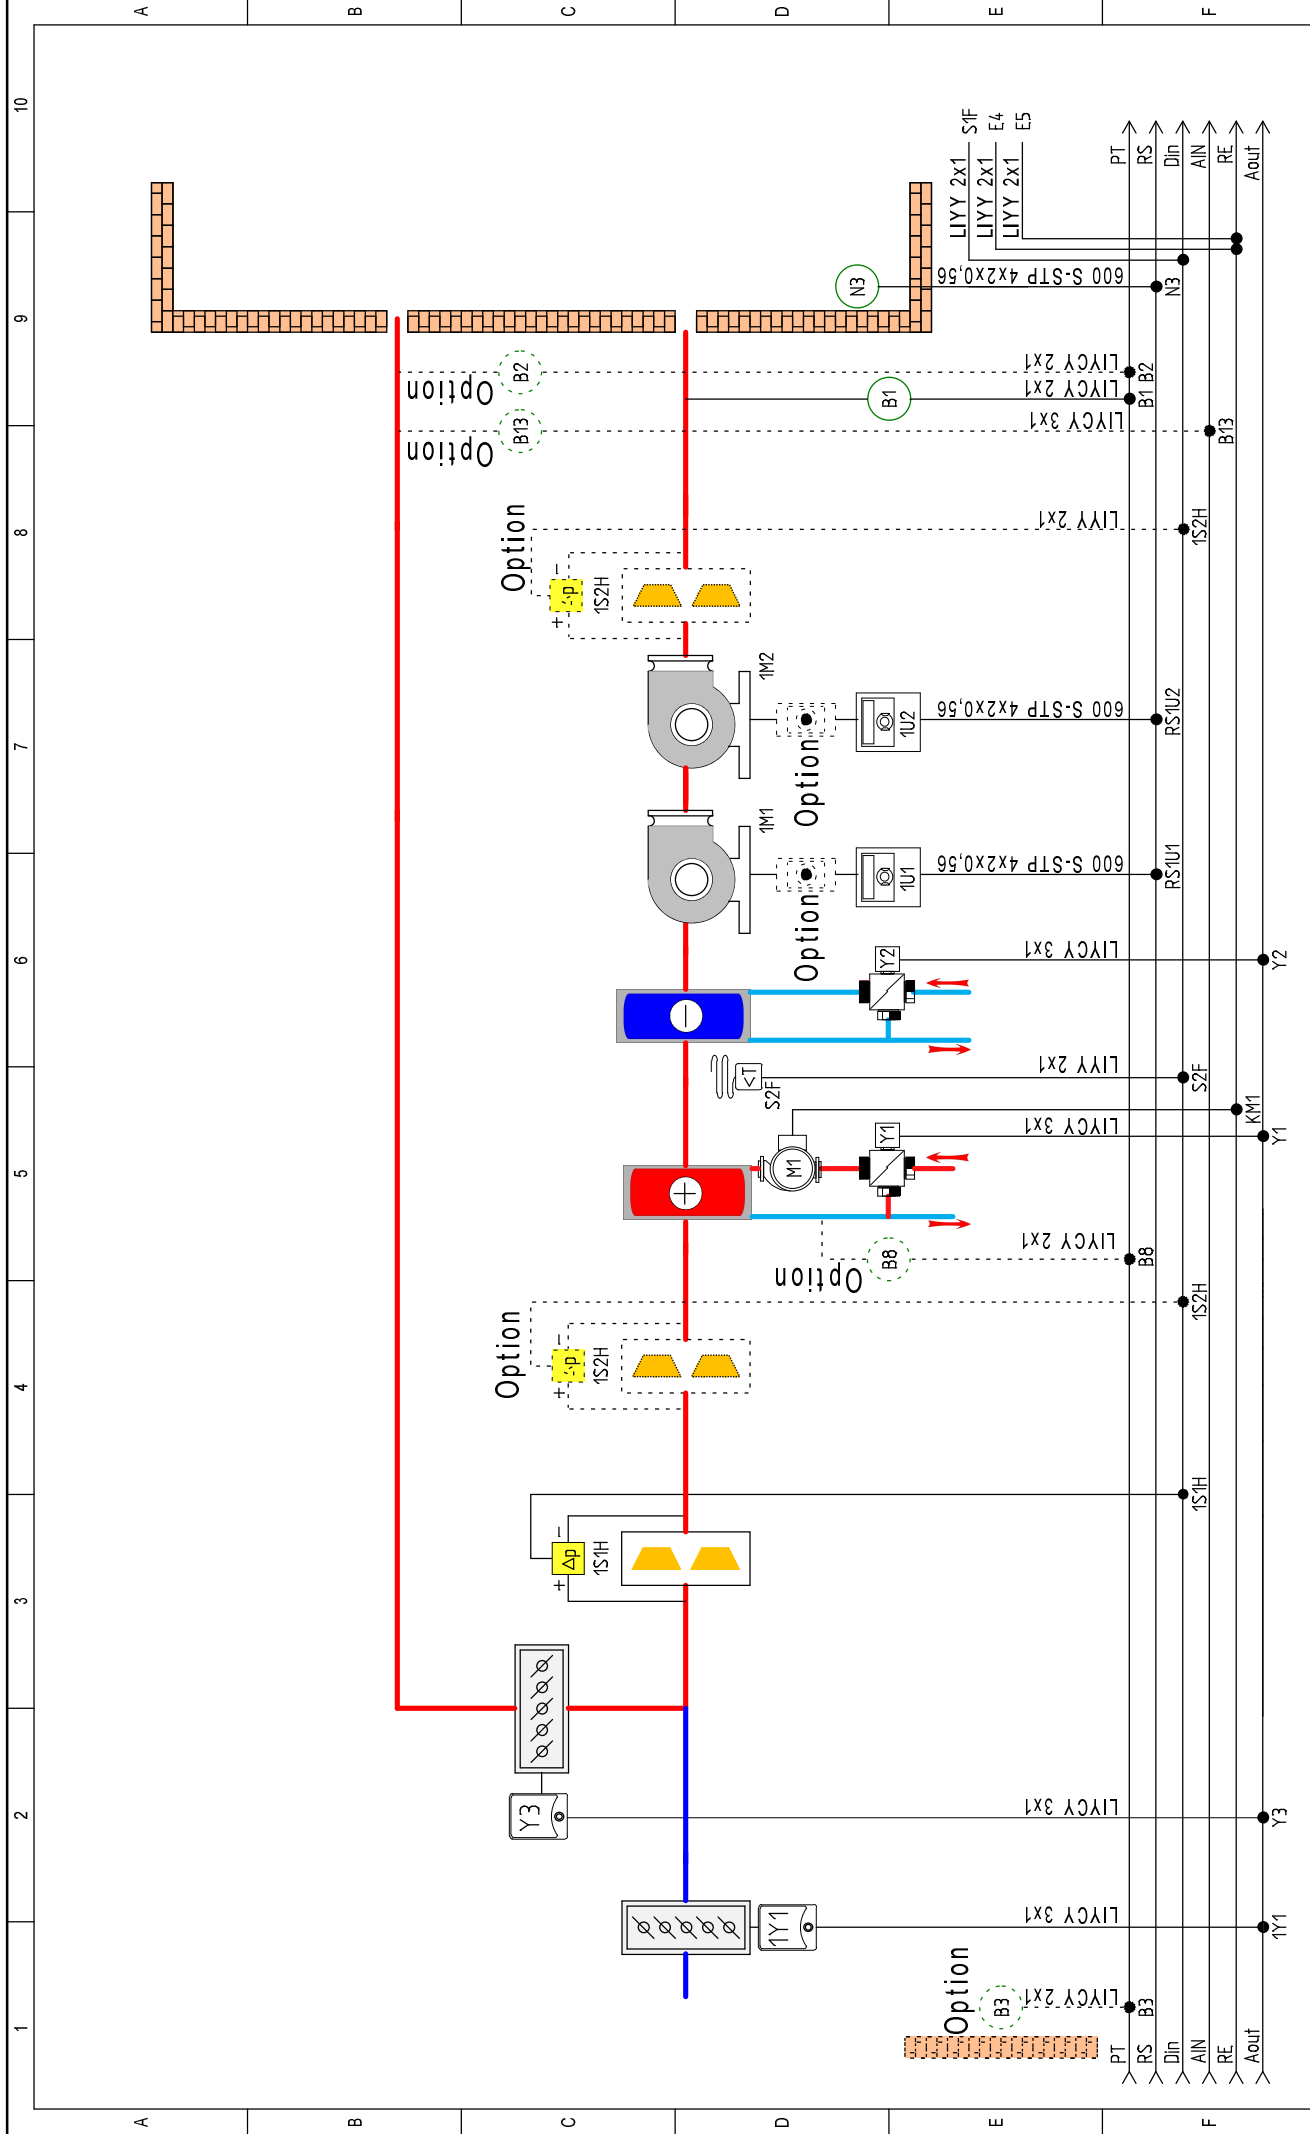 A B C D E F
1 2 3 4 5 6 7 8 9 10
N3
S1F
E4
E5
LIYY 2x1
LIYY 2x1
LIYY 2x1
600 S-STP 4x2x0,56
N3
PT
RS
Din
AIN
RE
Aout
Option
B2
LIYCY 2x1
B2
B1
LIYCY 2x1
B1
Option
B13
LIYCY 3x1
B13
Option
+ -
1S2H
LIYY 2x1
1S2H
1M2
Option
1U2
600 S-STP 4x2x0,56
RS1U2
1M1
Option
1U1
600 S-STP 4x2x0,56
RS1U1
Y2
LIYCY 3x1
Y2
<T
S2F
LIYY 2x1
S2F
M1
KM1
Y1
LIYCY 3x1
Y1
Option
B8
LIYCY 2x1
B8
Option
+ -
1S2H
1S2H
Δp
+ -
1S1H
1S1H
Y3
LIYCY 3x1
Y3
1Y1
LIYCY 3x1
1Y1
Option
B3
LIYCY 2x1
B3
PT
RS
Din
AIN
RE
Aout
A B C D E F